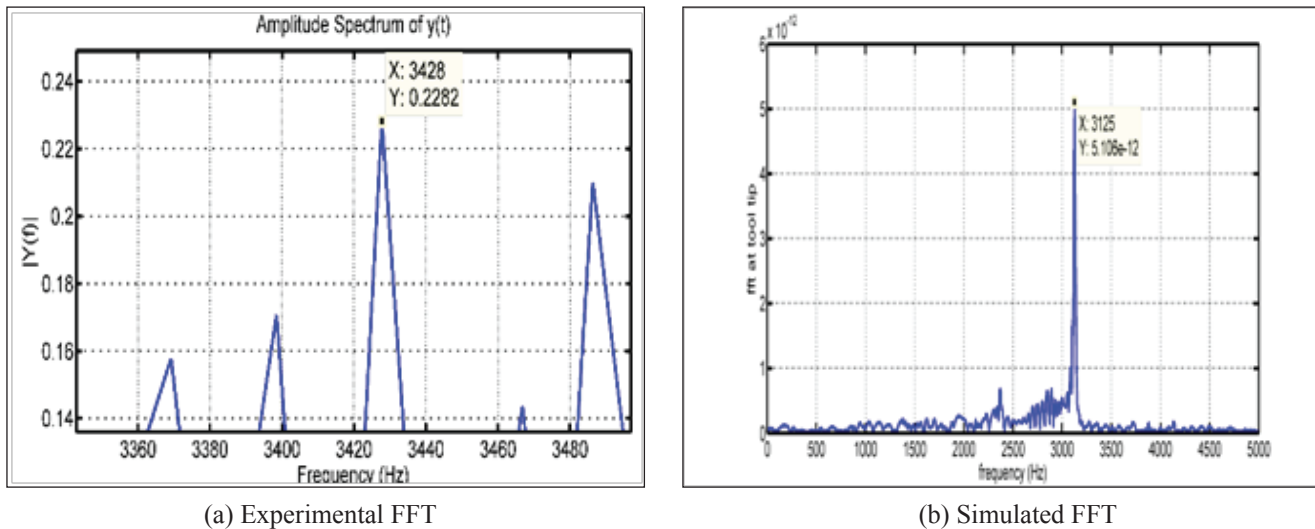 Amplitude Spectrum of y(t)
X: 3428
Y: 0.2282
|Y(f)|
0.24
0.22
0.2
0.18
0.16
0.14
3360 3380 3400 3420 3440 3460 3480
Frequency (Hz)
(a) Experimental FFT
x 10^-12
X: 3125
Y: 5.106e-12
fft at tool tip
6
5
4
3
2
1
0
0 500 1000 1500 2000 2500 3000 3500 4000 4500 5000
frequency (Hz)
(b) Simulated FFT